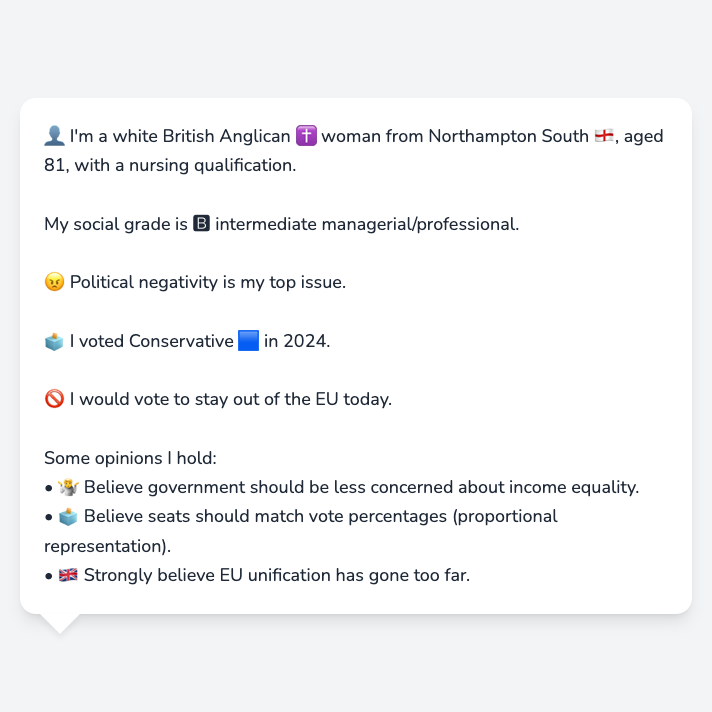 👤 I'm a white British Anglican ✝️ woman from Northampton South 🏴󠁧󠁢󠁥󠁮󠁧󠁿, aged
81, with a nursing qualification.
My social grade is 🅱 intermediate managerial/professional.
😠 Political negativity is my top issue.
🗳️ I voted Conservative 🟦 in 2024.
🚫 I would vote to stay out of the EU today.
Some opinions I hold:
• 🤷 Believe government should be less concerned about income equality.
• 🗳️ Believe seats should match vote percentages (proportional
representation).
• 🇬🇧 Strongly believe EU unification has gone too far.